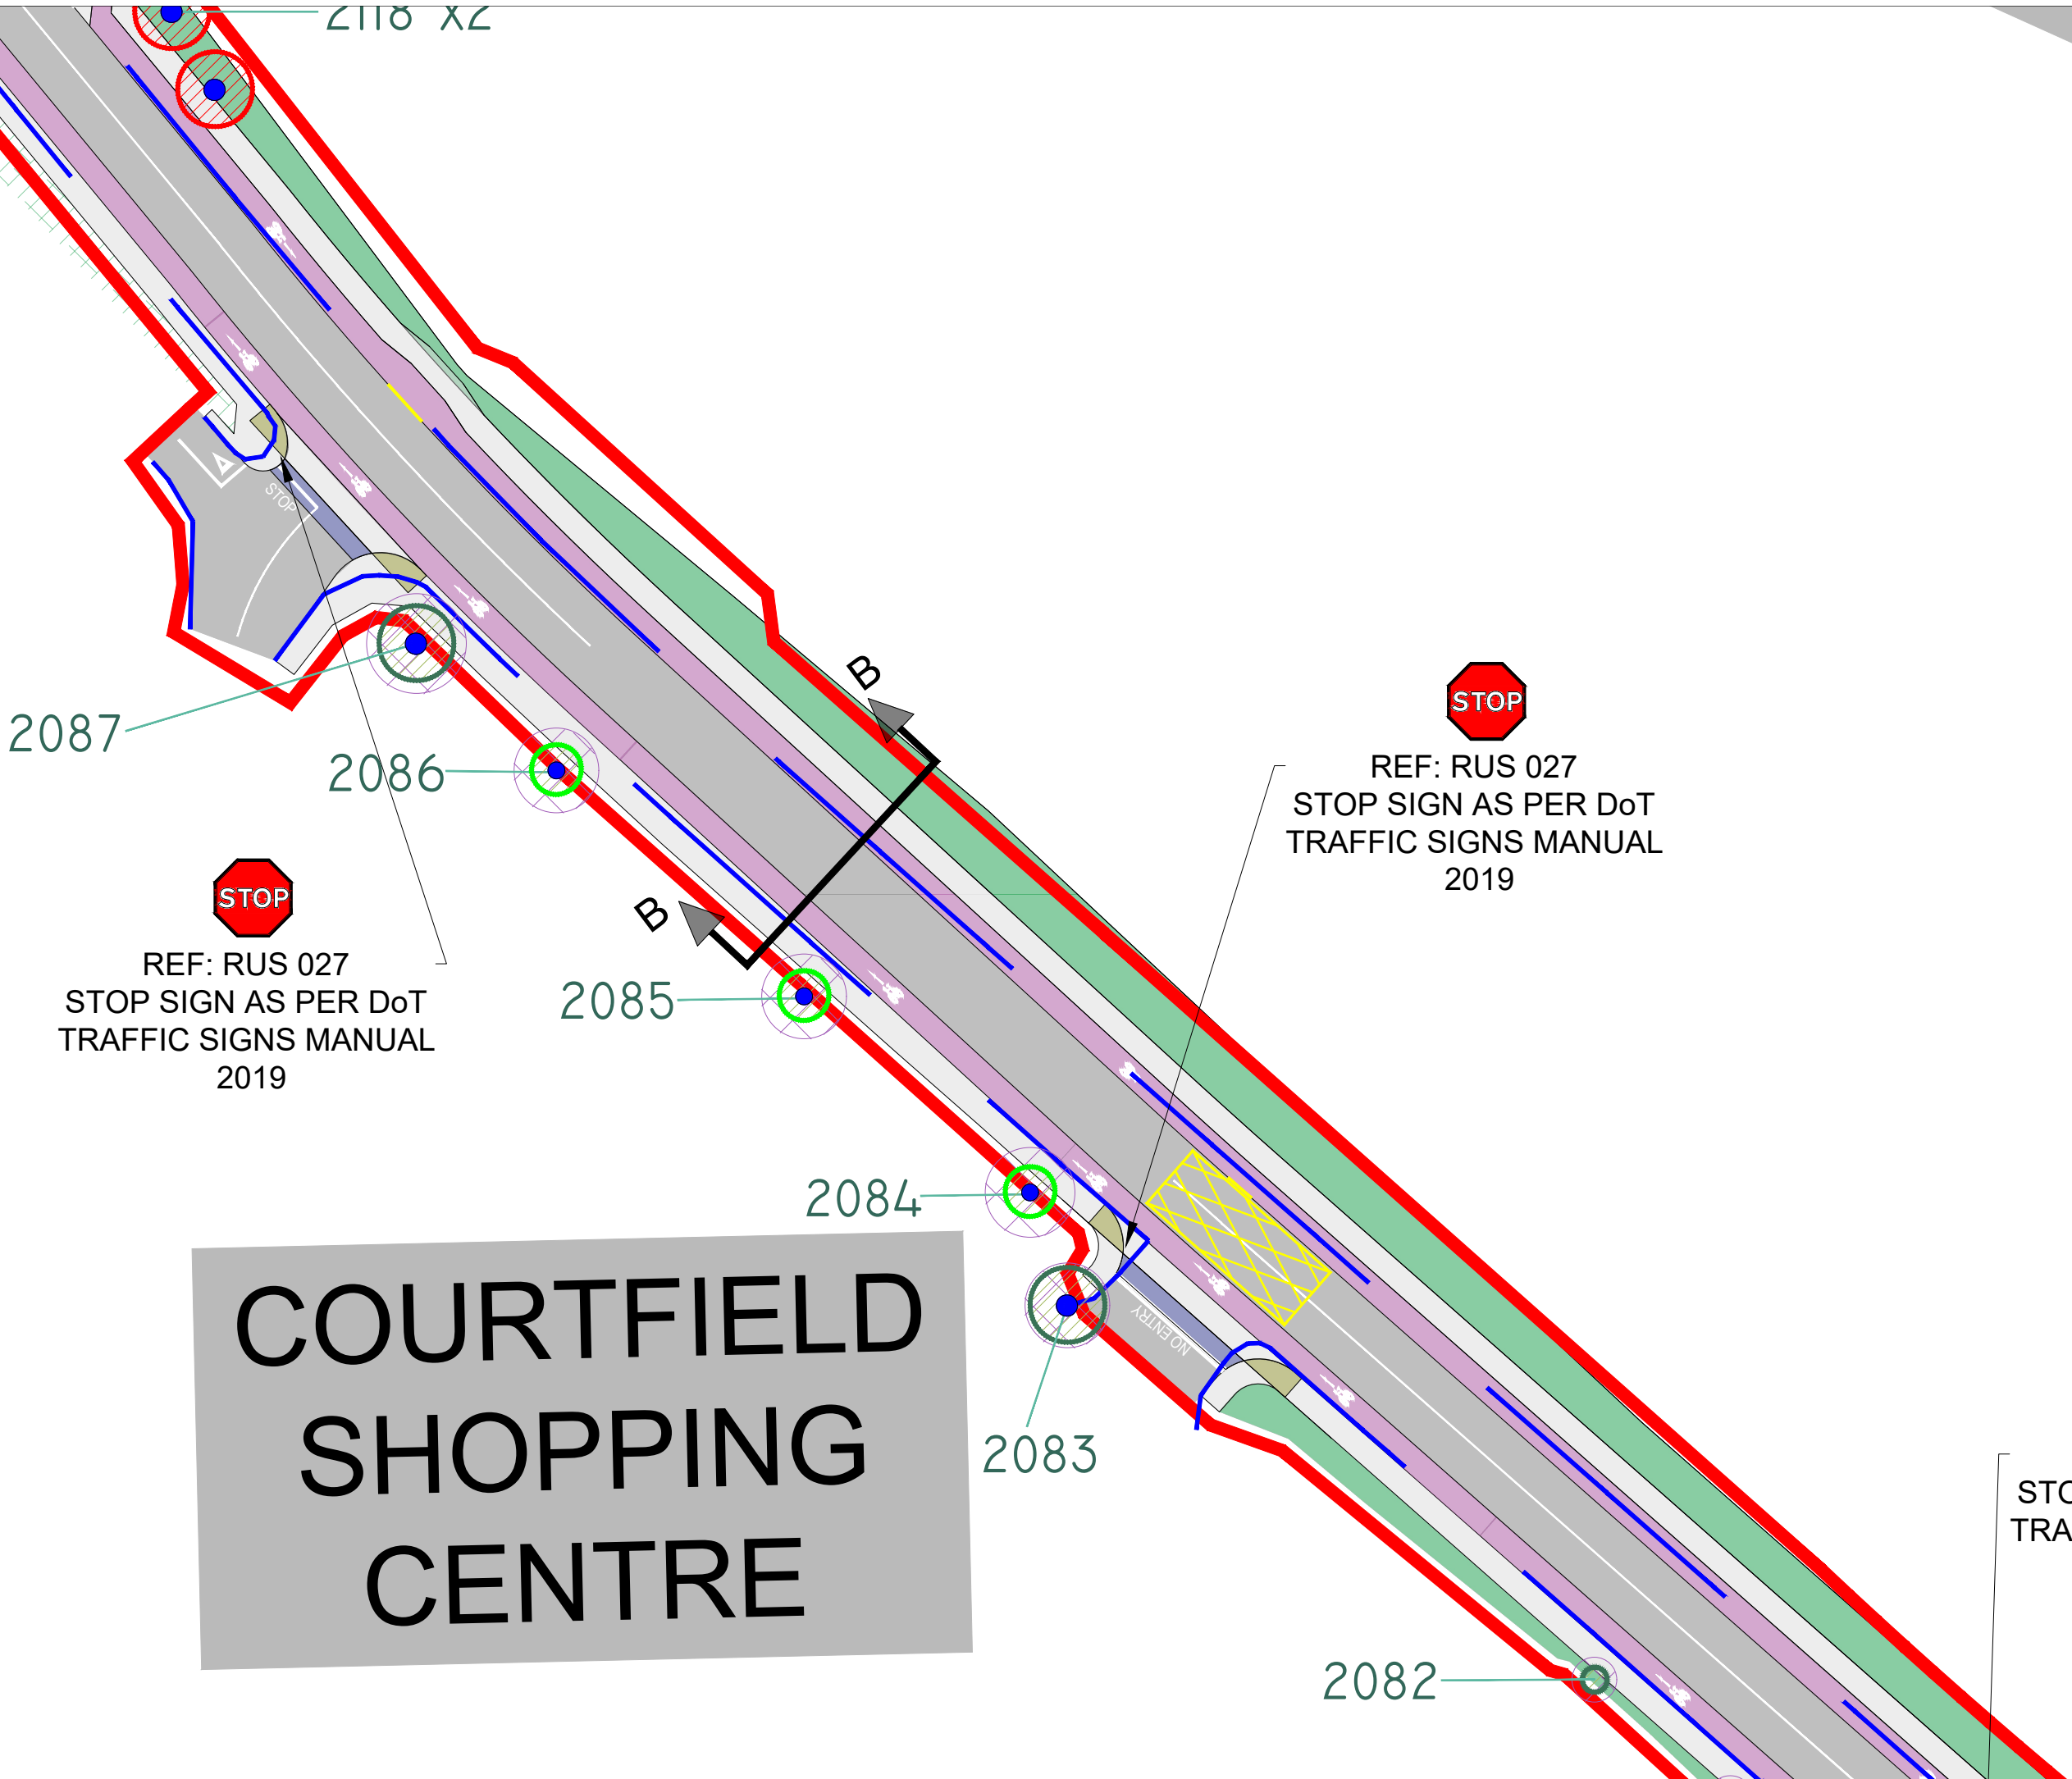 2118 X2
STOP
2087
2086
B
STOP
REF: RUS 027
STOP SIGN AS PER DoT
TRAFFIC SIGNS MANUAL
2019
B
STOP
REF: RUS 027
STOP SIGN AS PER DoT
TRAFFIC SIGNS MANUAL
2019
2085
2084
NO ENTRY
COURTFIELD
SHOPPING
CENTRE
2083
2082